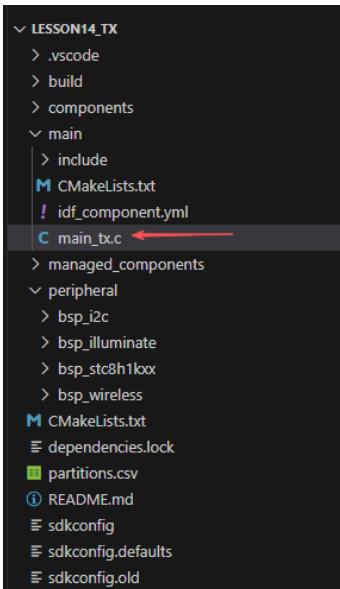 LESSON14_TX
.vscode
build
components
main
include
M CMakeLists.txt
! idf_component.yml
C main_tx.c
managed_components
peripheral
bsp_i2c
bsp_illuminate
bsp_stc8h1kxx
bsp_wireless
M CMakeLists.txt
dependencies.lock
partitions.csv
README.md
sdkconfig
sdkconfig.defaults
sdkconfig.old